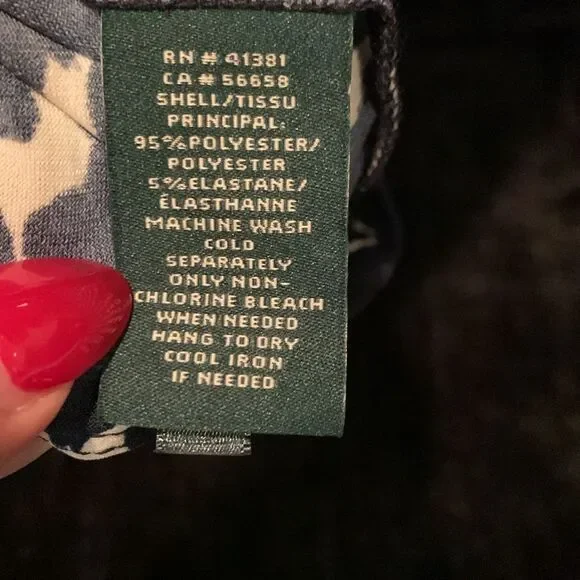 RN # 41381
CA # 56658
SHELL/TISSU
PRINCIPAL:
95%POLYESTER/
POLYESTER
5%ELASTANE/
ÉLASTHANNE
MACHINE WASH
COLD
SEPARATELY
ONLY NON-
CHLORINE BLEACH
WHEN NEEDED
HANG TO DRY
COOL IRON
IF NEEDED